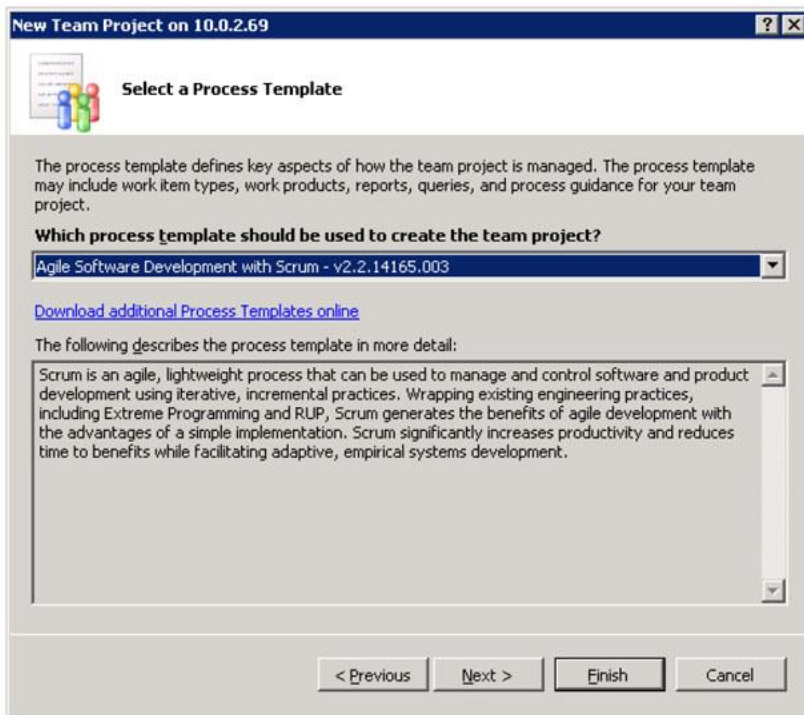 New Team Project on 10.0.2.69
Select a Process Template
The process template defines key aspects of how the team project is managed. The process template
may include work item types, work products, reports, queries, and process guidance for your team
project.
Which process template should be used to create the team project?
Agile Software Development with Scrum - v2.2.14165.003
Download additional Process Templates online
The following describes the process template in more detail:
Scrum is an agile, lightweight process that can be used to manage and control software and product
development using iterative, incremental practices. Wrapping existing engineering practices,
including Extreme Programming and RUP, Scrum generates the benefits of agile development with
the advantages of a simple implementation. Scrum significantly increases productivity and reduces
time to benefits while facilitating adaptive, empirical systems development.
< Previous Next > Finish Cancel